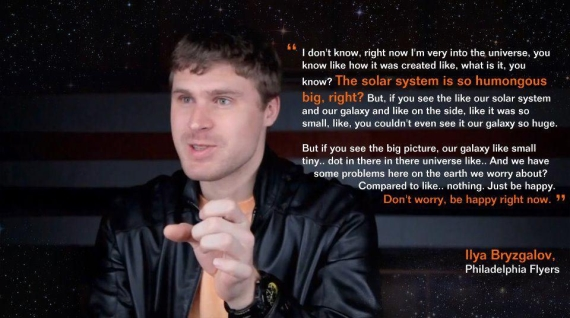 “ I don't know, right now I'm very into the universe, you
know like how it was created like, what is it, you
know? The solar system is so humongous
big, right? But, if you see the like our solar system
and our galaxy and like on the side, like it was so
small, like, you couldn't even see it our galaxy so huge.
But if you see the big picture, our galaxy like small
tiny.. dot in there in there universe like.. And we have
some problems here on the earth we worry about?
Compared to like.. nothing. Just be happy.
Don't worry, be happy right now. ”
Ilya Bryzgalov,
Philadelphia Flyers